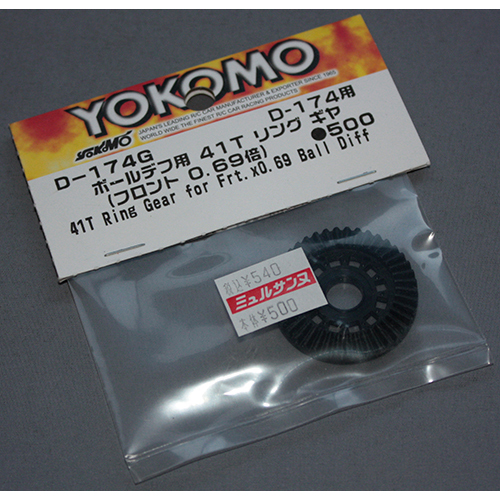 YOKOMO
JAPAN'S LEADING R/C CAR MANUFACTURER & EXPORTER SINCE 1965
WORLD WIDE THE FINEST R/C CAR RACING PRODUCTS
YOKOMO
D-174G D-174用
ボールデフ用 41T リング ギヤ
(フロント 0.69倍) ●500
41T Ring Gear for Frt.x0.69 Ball Diff
税込¥540
ミュルサンヌ
本体¥500